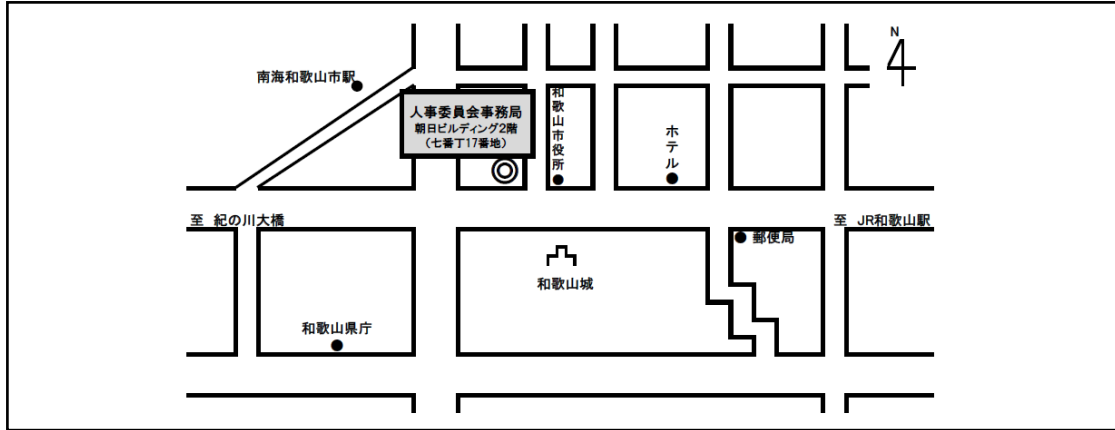 N
南海和歌山市駅
人事委員会事務局
朝日ビルディング2階
（七番丁17番地）
和歌山市役所
ホテル
至　紀の川大橋
至　JR和歌山駅
郵便局
和歌山城
和歌山県庁